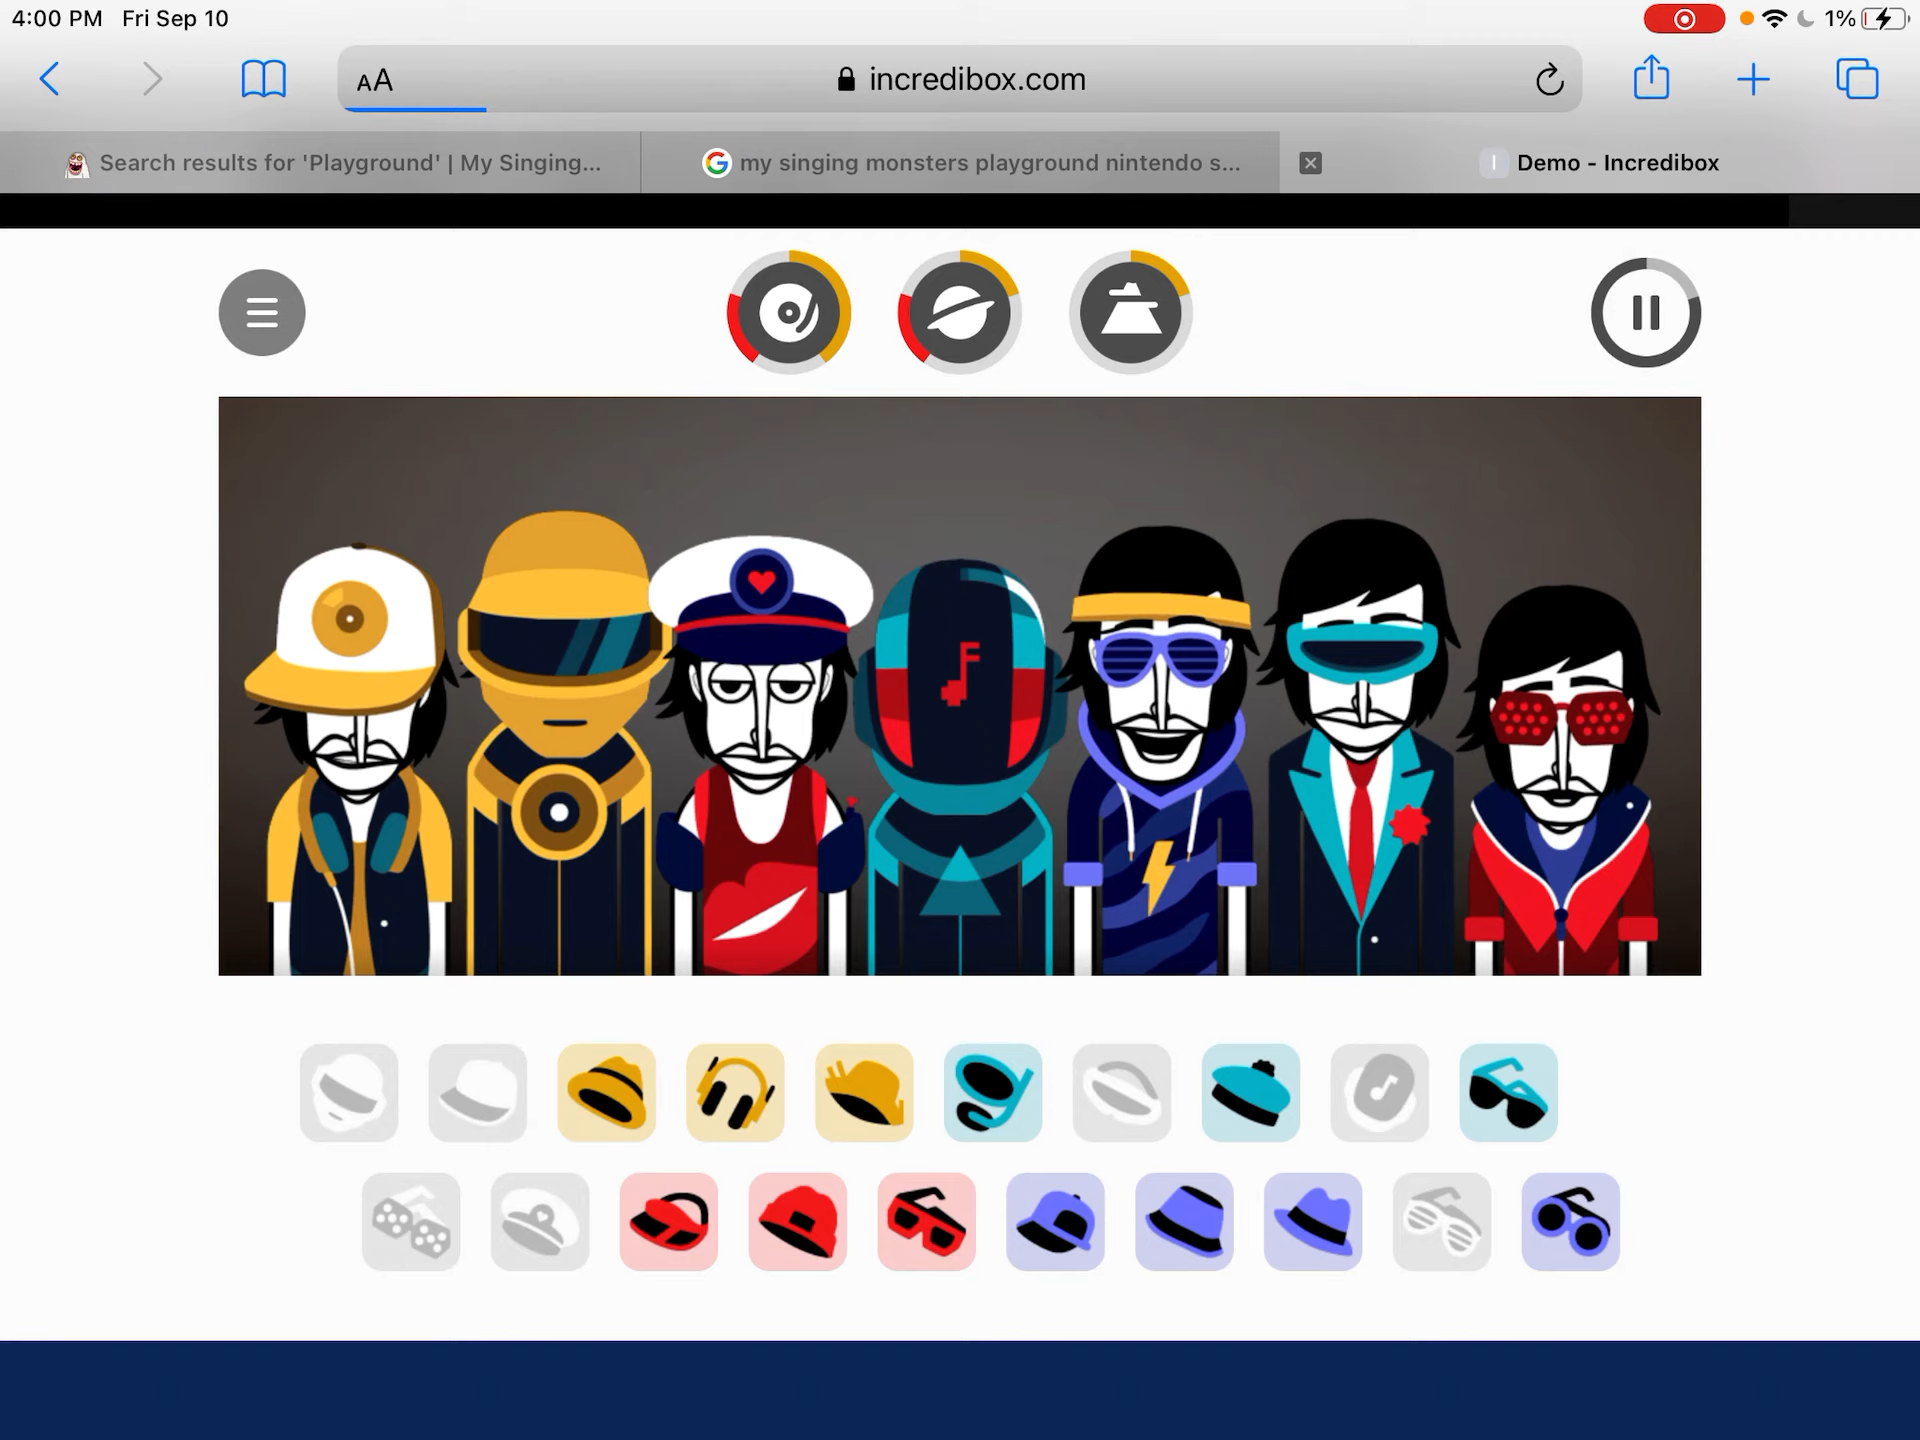 4:00 PM Fri Sep 10
1%
AA
incredibox.com
Search results for 'Playground' | My Singing...
my singing monsters playground nintendo s...
Demo - Incredibox